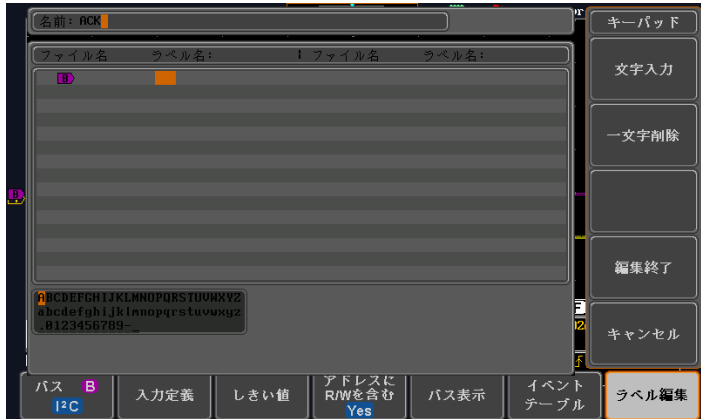 名前: ACK
キーパッド
ファイル名 ラベル名: ファイル名 ラベル名:
B
文字入力
一文字削除
B
編集終了
ABCDEFGHIJKLMNOPQRSTUVWXYZ
abcdefghijklmnopqrstuvwxyz
.0123456789-_
キャンセル
バス B
I²C
入力定義
しきい値
アドレスに
R/Wを含む
Yes
バス表示
イベント
テーブル
ラベル編集